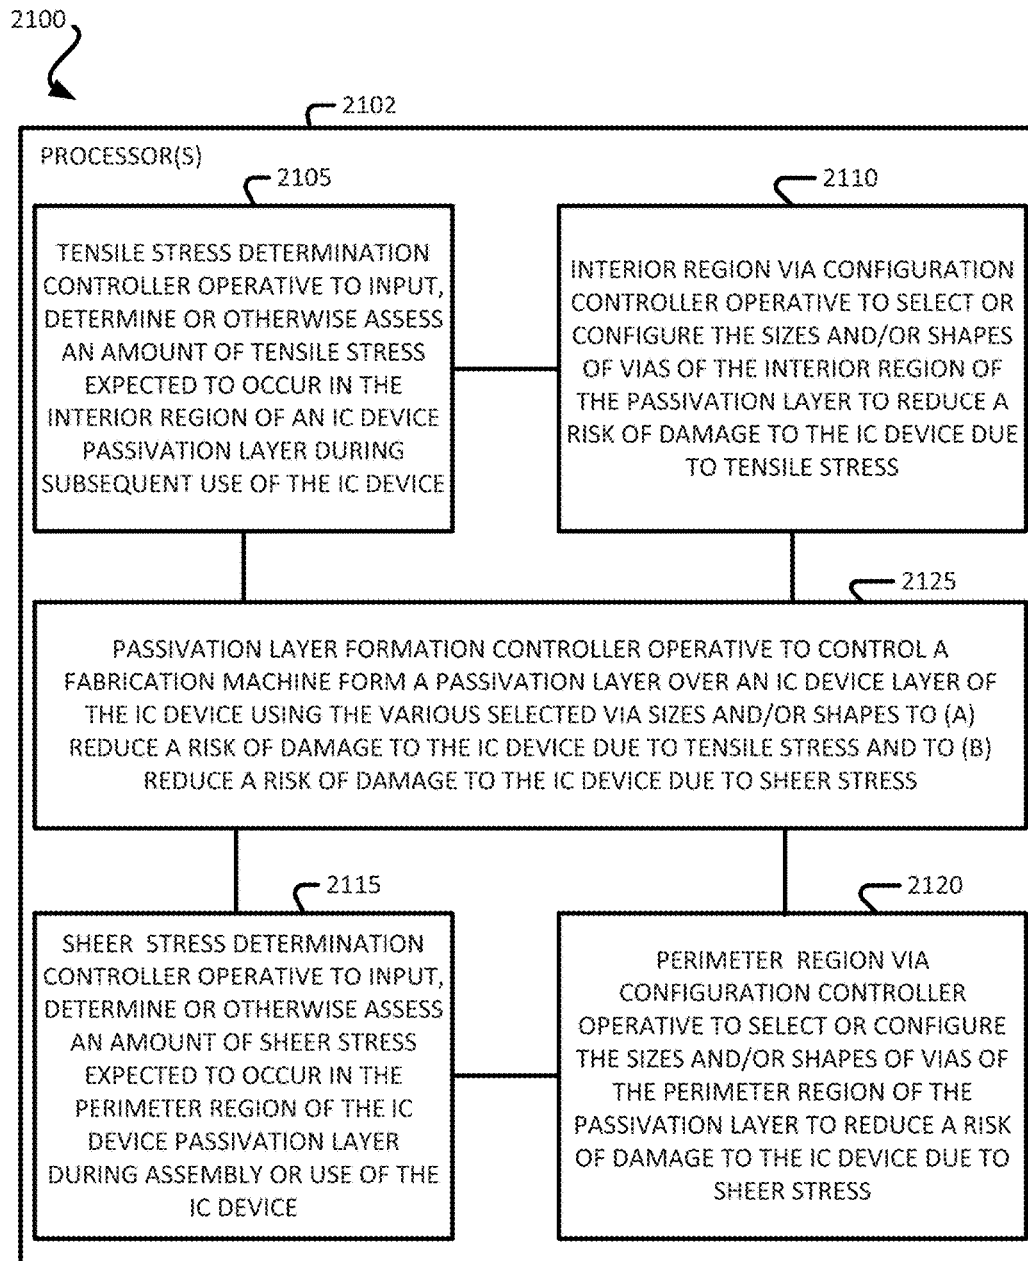 2100
2102
PROCESSOR(S)
2105
TENSILE STRESS DETERMINATION
CONTROLLER OPERATIVE TO INPUT,
DETERMINE OR OTHERWISE ASSESS
AN AMOUNT OF TENSILE STRESS
EXPECTED TO OCCUR IN THE
INTERIOR REGION OF AN IC DEVICE
PASSIVATION LAYER DURING
SUBSEQUENT USE OF THE IC DEVICE
2110
INTERIOR REGION VIA CONFIGURATION
CONTROLLER OPERATIVE TO SELECT OR
CONFIGURE THE SIZES AND/OR SHAPES
OF VIAS OF THE INTERIOR REGION OF
THE PASSIVATION LAYER TO REDUCE A
RISK OF DAMAGE TO THE IC DEVICE DUE
TO TENSILE STRESS
2125
PASSIVATION LAYER FORMATION CONTROLLER OPERATIVE TO CONTROL A
FABRICATION MACHINE FORM A PASSIVATION LAYER OVER AN IC DEVICE LAYER OF
THE IC DEVICE USING THE VARIOUS SELECTED VIA SIZES AND/OR SHAPES TO (A)
REDUCE A RISK OF DAMAGE TO THE IC DEVICE DUE TO TENSILE STRESS AND TO (B)
REDUCE A RISK OF DAMAGE TO THE IC DEVICE DUE TO SHEER STRESS
2115
SHEER STRESS DETERMINATION
CONTROLLER OPERATIVE TO INPUT,
DETERMINE OR OTHERWISE ASSESS
AN AMOUNT OF SHEER STRESS
EXPECTED TO OCCUR IN THE
PERIMETER REGION OF THE IC
DEVICE PASSIVATION LAYER
DURING ASSEMBLY OR USE OF THE
IC DEVICE
2120
PERIMETER REGION VIA
CONFIGURATION CONTROLLER
OPERATIVE TO SELECT OR CONFIGURE
THE SIZES AND/OR SHAPES OF VIAS OF
THE PERIMETER REGION OF THE
PASSIVATION LAYER TO REDUCE A RISK
OF DAMAGE TO THE IC DEVICE DUE TO
SHEER STRESS